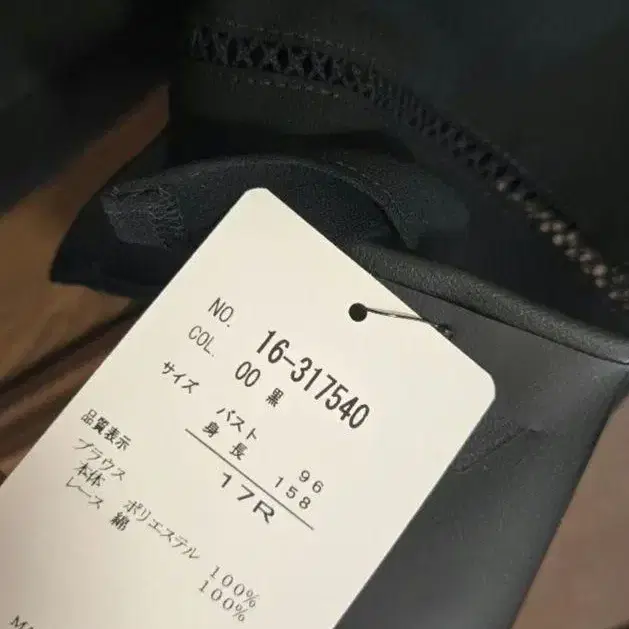 NO. 16-317540
COL. 00 黒
サイズ バスト 96
身長 158
17R
品質表示
ブラウス
本体 ポリエステル 100%
レース 綿 100%